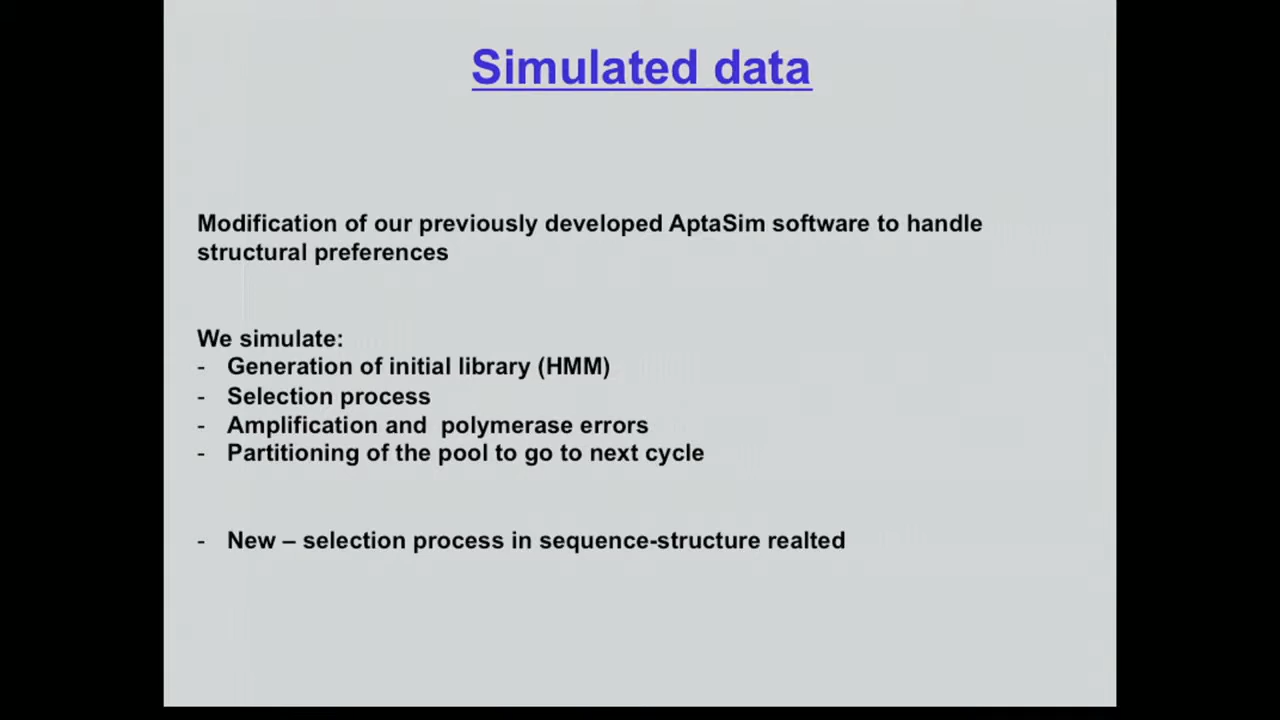 Simulated data
Modification of our previously developed AptaSim software to handle
structural preferences
We simulate:
- Generation of initial library (HMM)
- Selection process
- Amplification and  polymerase errors
- Partitioning of the pool to go to next cycle
- New – selection process in sequence-structure realted